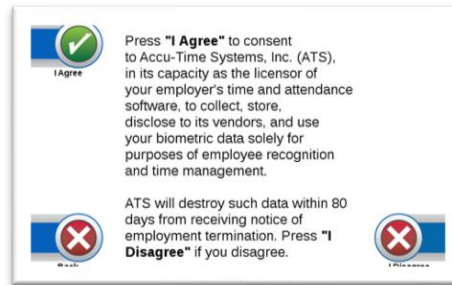 Press "I Agree" to consent
to Accu-Time Systems, Inc. (ATS),
in its capacity as the licensor of
your employer's time and attendance
software, to collect, store,
disclose to its vendors, and use
your biometric data solely for
purposes of employee recognition
and time management.
I Agree
ATS will destroy such data within 80
days from receiving notice of
employment termination. Press "I
Disagree" if you disagree.
Back
I Disagree